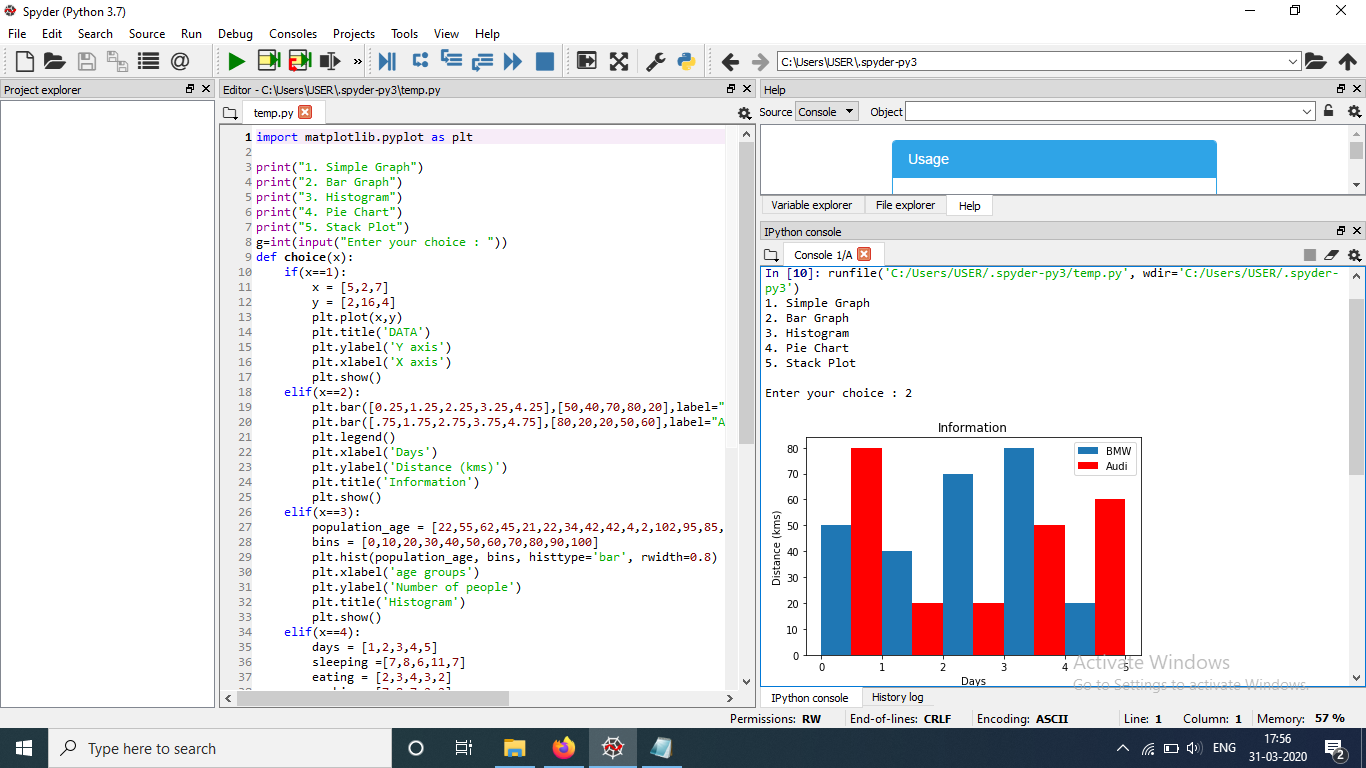 Spyder (Python 3.7)
File Edit Search Source Run Debug Consoles Projects Tools View Help
@ » C:\Users\USER\.spyder-py3
Project explorer
Editor - C:\Users\USER\.spyder-py3\temp.py
temp.py
1 import matplotlib.pyplot as plt
2
3 print("1. Simple Graph")
4 print("2. Bar Graph")
5 print("3. Histogram")
6 print("4. Pie Chart")
7 print("5. Stack Plot")
8 g=int(input("Enter your choice : "))
9 def choice(x):
10 if(x==1):
11 x = [5,2,7]
12 y = [2,16,4]
13 plt.plot(x,y)
14 plt.title('DATA')
15 plt.ylabel('Y axis')
16 plt.xlabel('X axis')
17 plt.show()
18 elif(x==2):
19 plt.bar([0.25,1.25,2.25,3.25,4.25],[50,40,70,80,20],label="
20 plt.bar([.75,1.75,2.75,3.75,4.75],[80,20,20,50,60],label="A
21 plt.legend()
22 plt.xlabel('Days')
23 plt.ylabel('Distance (kms)')
24 plt.title('Information')
25 plt.show()
26 elif(x==3):
27 population_age = [22,55,62,45,21,22,34,42,42,4,2,102,95,85,
28 bins = [0,10,20,30,40,50,60,70,80,90,100]
29 plt.hist(population_age, bins, histtype='bar', rwidth=0.8)
30 plt.xlabel('age groups')
31 plt.ylabel('Number of people')
32 plt.title('Histogram')
33 plt.show()
34 elif(x==4):
35 days = [1,2,3,4,5]
36 sleeping =[7,8,6,11,7]
37 eating = [2,3,4,3,2]
Help
Source Console Object
Usage
Variable explorer File explorer Help
IPython console
Console 1/A
In [10]: runfile('C:/Users/USER/.spyder-py3/temp.py', wdir='C:/Users/USER/.spyder-
py3')
1. Simple Graph
2. Bar Graph
3. Histogram
4. Pie Chart
5. Stack Plot
Enter your choice : 2
Information
BMW
Audi
80
70
60
50
40
30
20
10
0
Distance (kms)
0 1 2 3 4 5
Days
Activate Windows
Go to Settings to activate Windows.
IPython console History log
Permissions: RW End-of-lines: CRLF Encoding: ASCII Line: 1 Column: 1 Memory: 57 %
Type here to search
ENG
17:56
31-03-2020
2